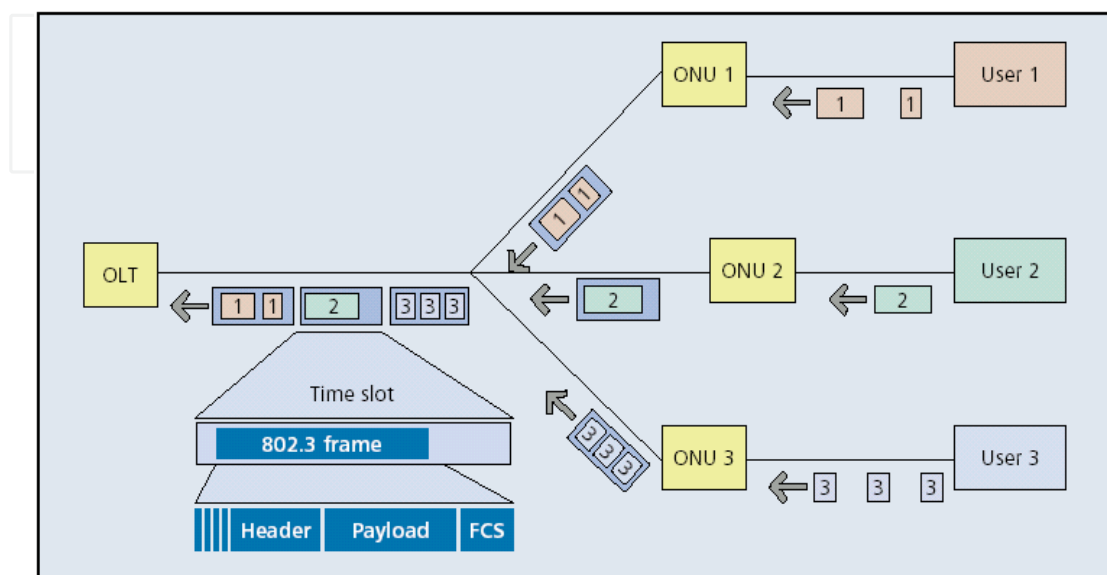 ONU 1
User 1
1
1
1
1
OLT
ONU 2
User 2
1
1
2
3
3
3
2
2
Time slot
802.3 frame
3
3
3
ONU 3
User 3
3
3
3
Header
Payload
FCS